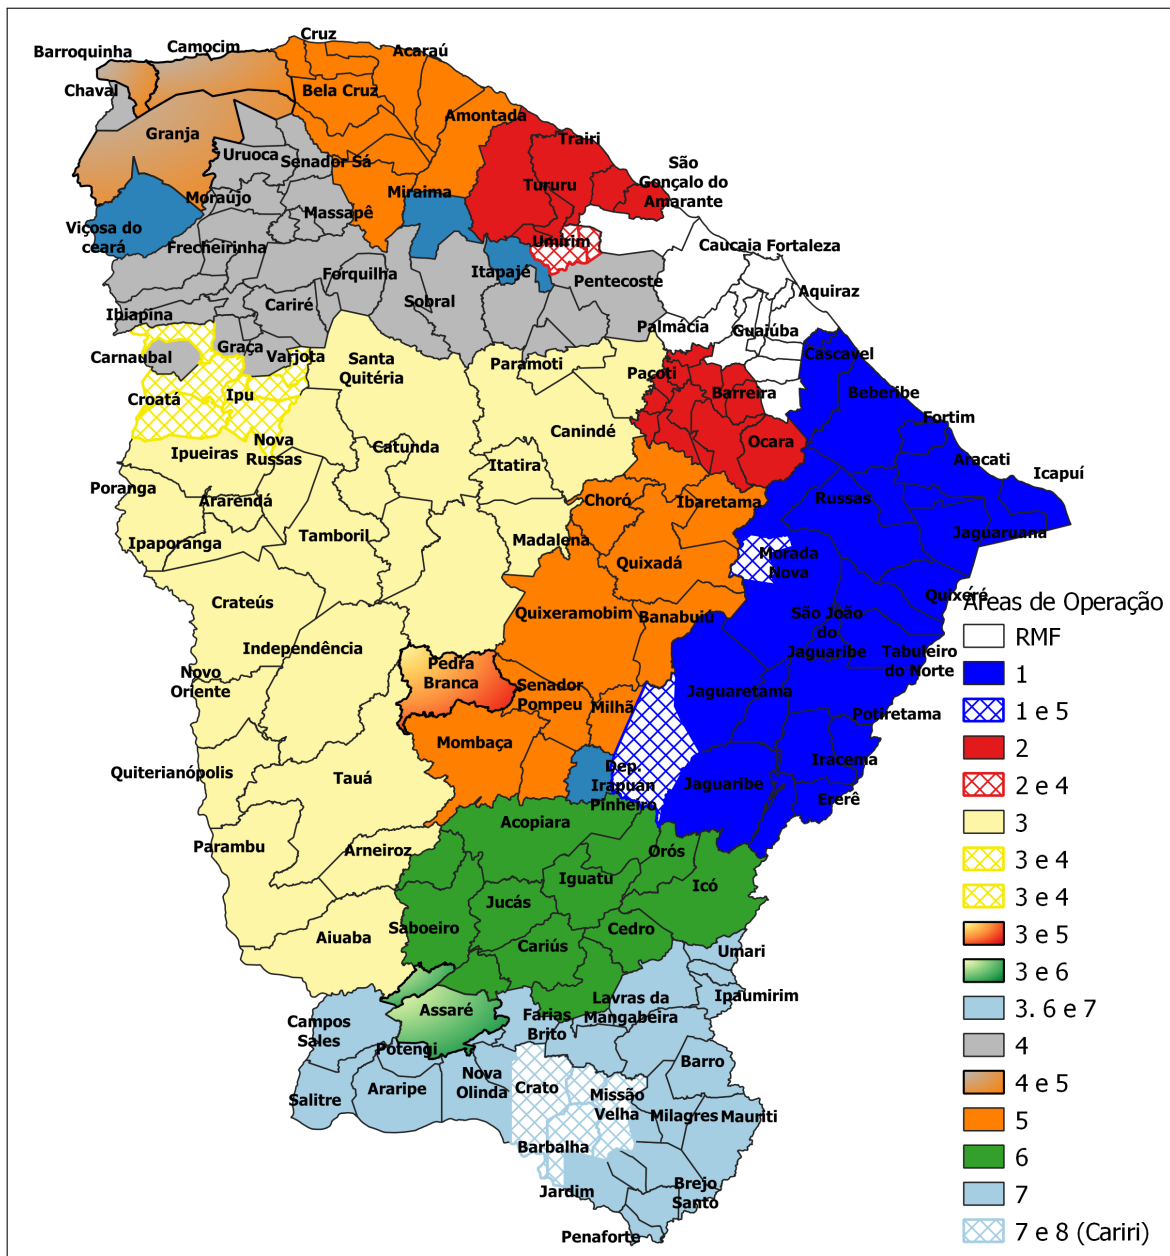 Cruz
Barroquinha
Camocim
Acaraú
Chaval
Bela Cruz
Amontada
Granja
Trairi
Uruoca
Senador Sá
São
Gonçalo do
Amarante
Moraújo
Miraima
Tururu
Massapê
Viçosa do
ceará
Frecheirinha
Umirim
Caucaia
Fortaleza
Forquilha
Itapajé
Pentecoste
Aquiraz
Ibiapina
Cariré
Sobral
Palmácia
Guaiúba
Carnaubal
Graça
Varjota
Santa
Quitéria
Paramoti
Pacoti
Cascavel
Croatá
Ipu
Barreira
Beberibe
Fortim
Ipueiras
Nova
Russas
Catunda
Canindé
Ocara
Aracati
Icapuí
Poranga
Itatira
Ararendá
Choró
Ibaretama
Russas
Ipaporanga
Tamboril
Madalena
Jaguaruana
Quixadá
Morada
Nova
Crateús
Quixeramobim
Banabuiú
Quixeré
São João
do
Jaguaribe
Independência
Tabuleiro
do Norte
Novo
Oriente
Pedra
Branca
Senador
Pompeu
Milhã
Jaguaretama
Potiretama
Mombaça
Iracema
Quiterianópolis
Tauá
Dep.
Irapuan
Pinheiro
Jaguaribe
Ererê
Parambu
Arneiroz
Acopiara
Orós
Iguatu
Icó
Jucás
Saboeiro
Aiuaba
Cariús
Cedro
Umari
Ipaumirim
Campos
Sales
Assaré
Farias
Brito
Lavras da
Mangabeira
Potengi
Salitre
Araripe
Nova
Olinda
Crato
Missão
Velha
Barro
Milagres
Mauriti
Barbalha
Jardim
Brejo
Santo
Penaforte
Áreas de Operação
RMF
1
1 e 5
2
2 e 4
3
3 e 4
3 e 4
3 e 5
3 e 6
3. 6 e 7
4
4 e 5
5
6
7
7 e 8 (Cariri)